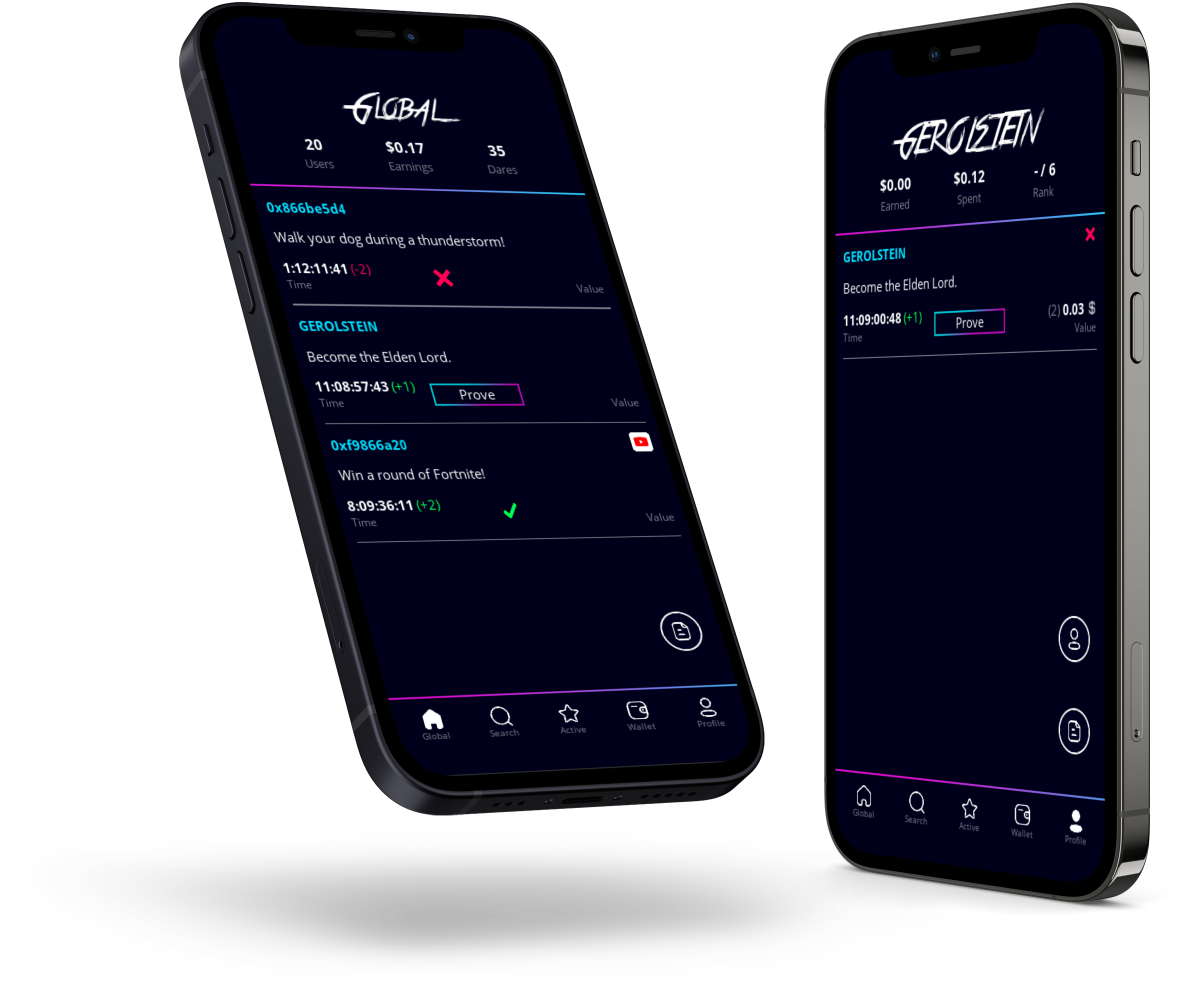 GLOBAL
20 $0.17 35
Users Earnings Dares
0x866be5d4
Walk your dog during a thunderstorm!
1:12:11:41 (-2)
Time Value
GEROLSTEIN
Become the Elden Lord.
11:08:57:43 (+1) Prove
Time Value
0xf9866a20
Win a round of Fortnite!
8:09:36:11 (+2)
Time Value
Global Search Active Wallet Profile
GEROLSTEIN
$0.00 $0.12 - / 6
Earned Spent Rank
GEROLSTEIN
Become the Elden Lord.
11:09:00:48 (+1) Prove (2) 0.03 $
Time Value
Global Search Active Wallet Profile